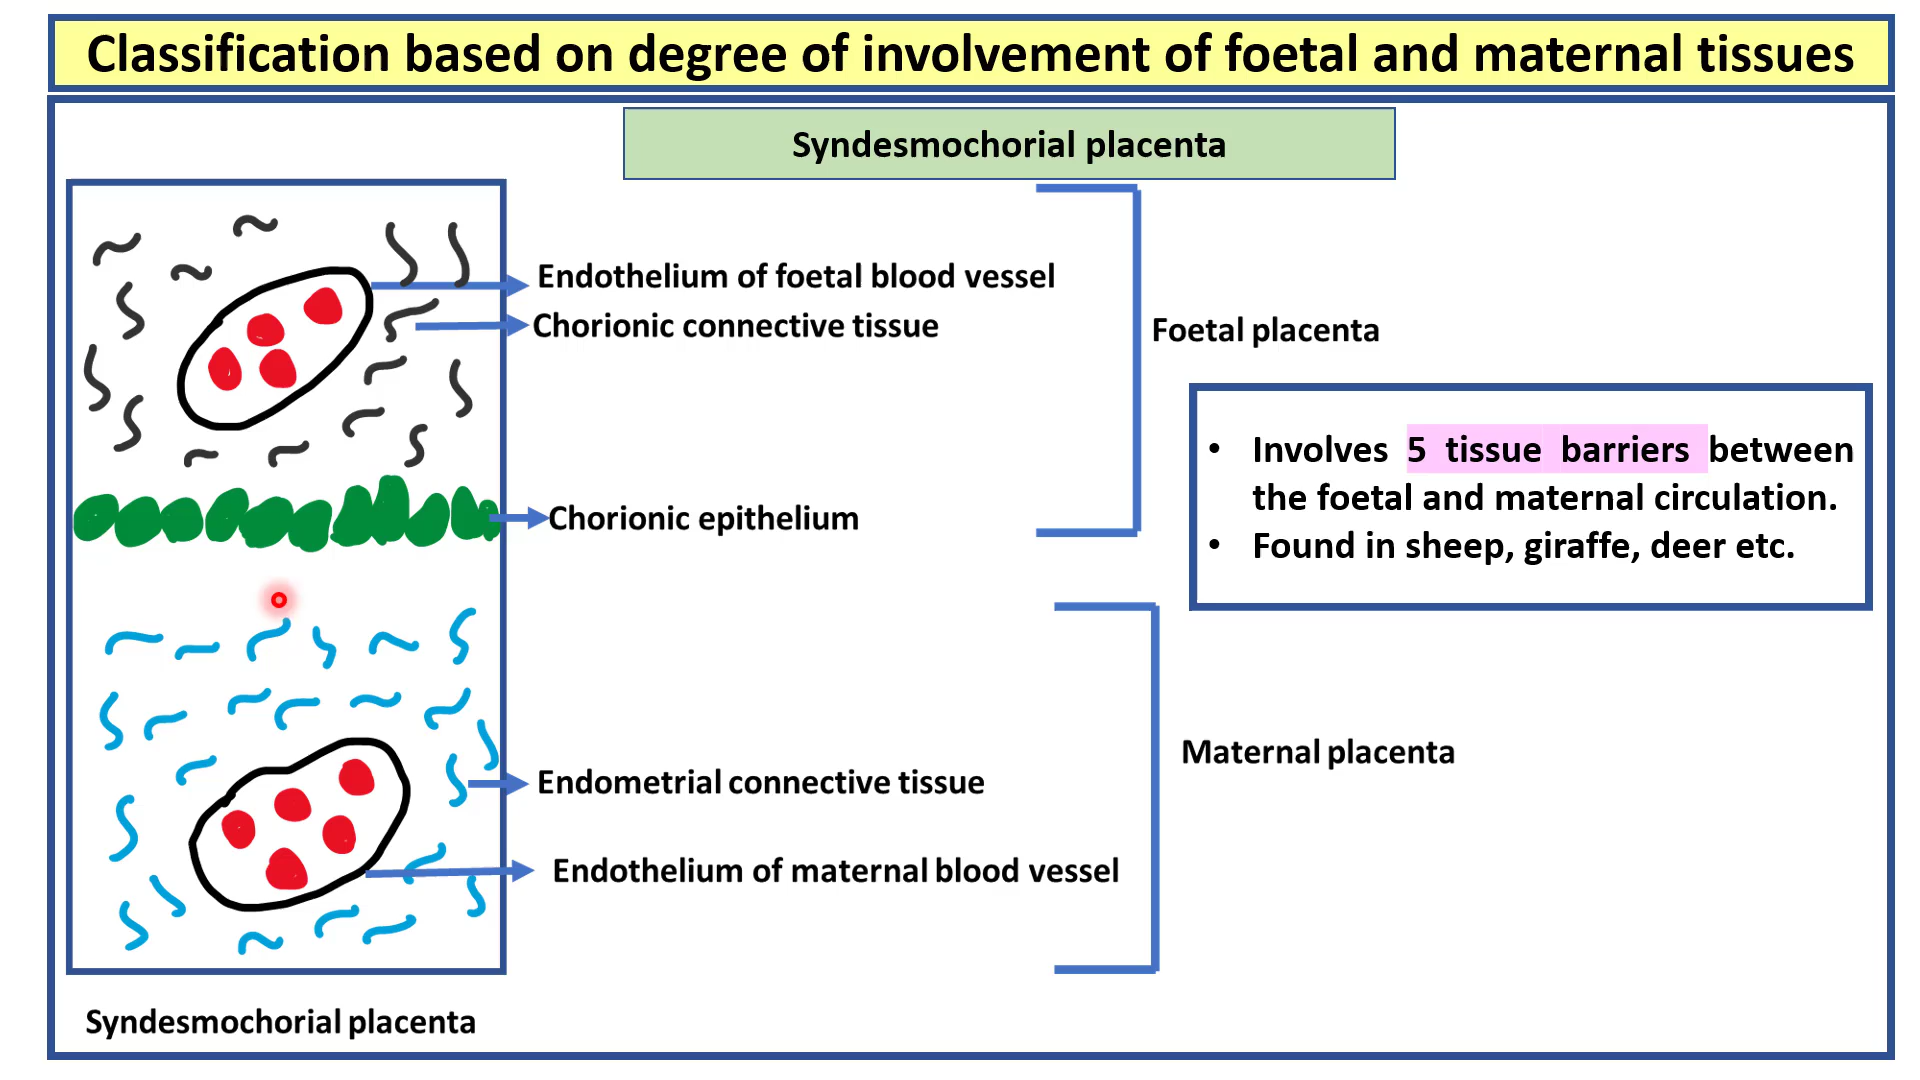 Classification based on degree of involvement of foetal and maternal tissues
Syndesmochorial placenta
Endothelium of foetal blood vessel
Chorionic connective tissue
Foetal placenta
Chorionic epithelium
• Involves 5 tissue barriers between
the foetal and maternal circulation.
• Found in sheep, giraffe, deer etc.
Endometrial connective tissue
Maternal placenta
Endothelium of maternal blood vessel
Syndesmochorial placenta